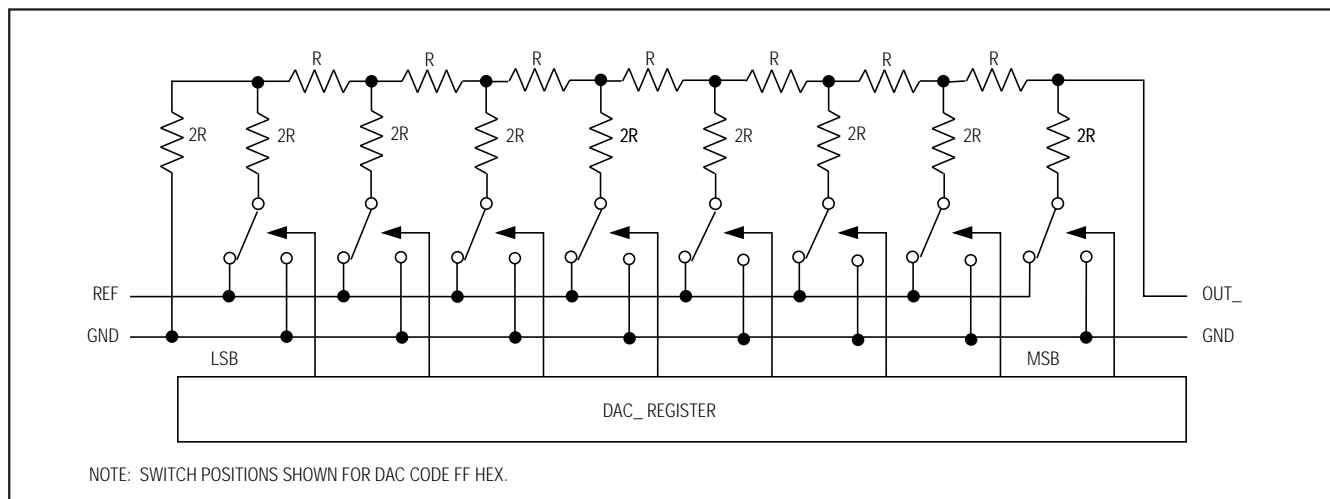 R R R R R R R
2R 2R 2R 2R 2R 2R 2R 2R 2R
REF OUT_
GND GND
LSB MSB
DAC_ REGISTER
NOTE: SWITCH POSITIONS SHOWN FOR DAC CODE FF HEX.